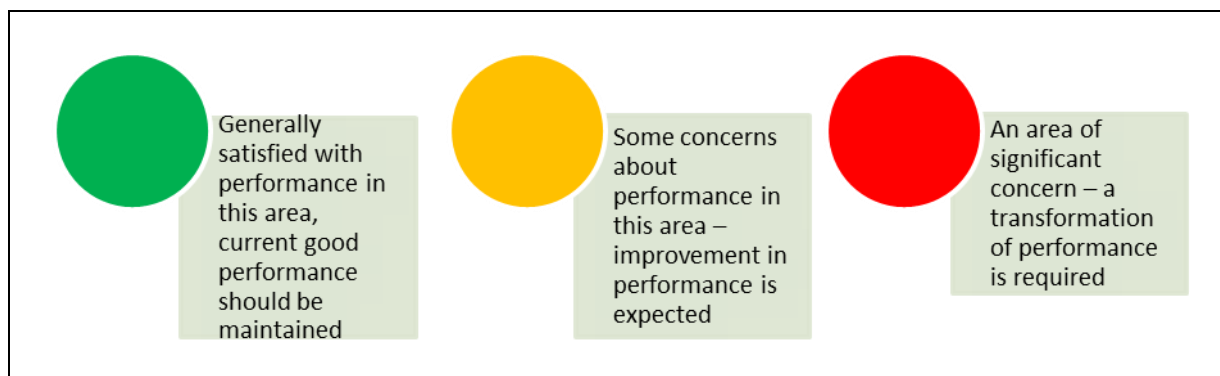 Generally
satisfied with
performance in
this area,
current good
performance
should be
maintained
Some concerns
about
performance in
this area –
improvement in
performance is
expected
An area of
significant
concern – a
transformation
of performance
is required